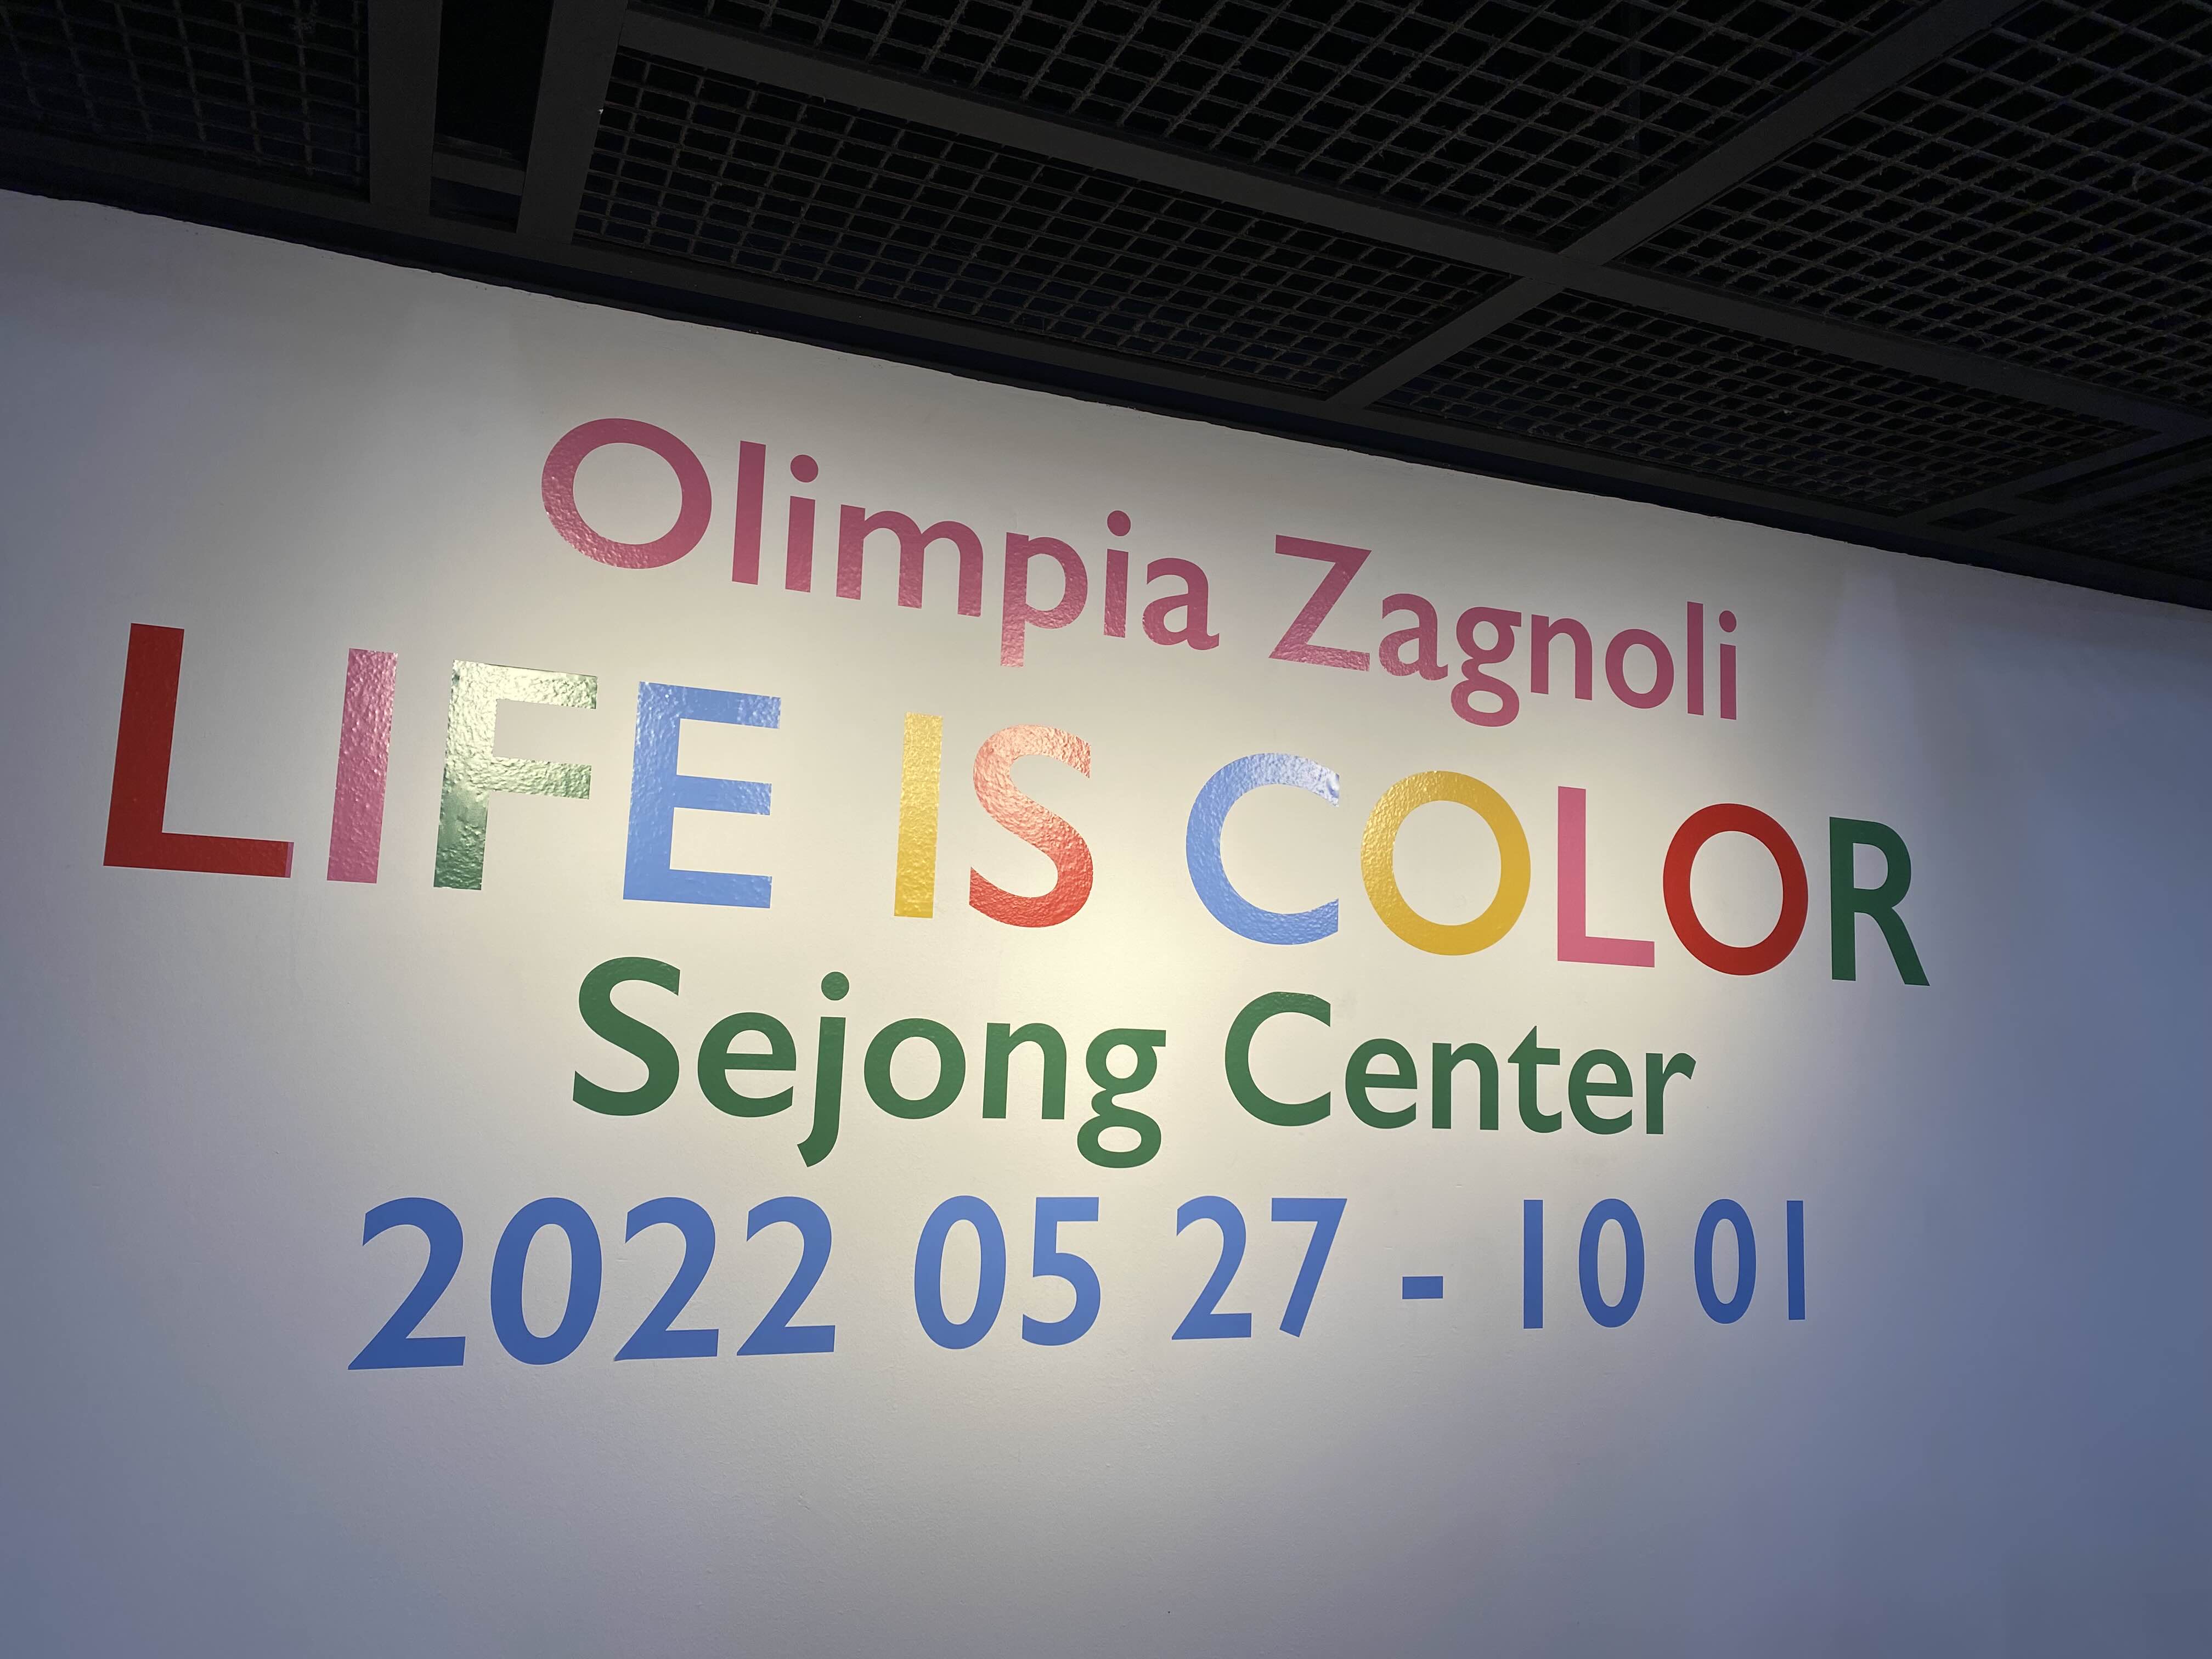 Olimpia Zagnoli
LIFE IS COLOR
Sejong Center
2022 05 27 - 10 01